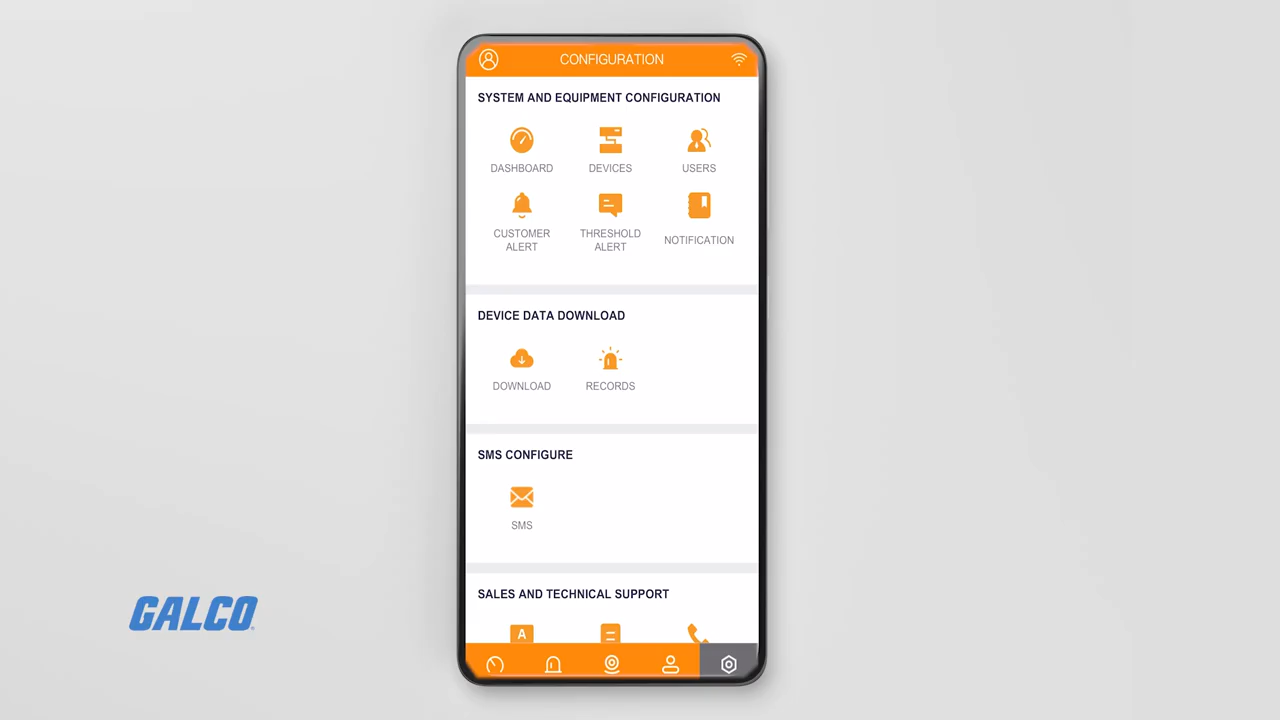 CONFIGURATION
SYSTEM AND EQUIPMENT CONFIGURATION
DASHBOARD
DEVICES
USERS
CUSTOMER
ALERT
THRESHOLD
ALERT
NOTIFICATION
DEVICE DATA DOWNLOAD
DOWNLOAD
RECORDS
SMS CONFIGURE
SMS
SALES AND TECHNICAL SUPPORT
A
GALCO